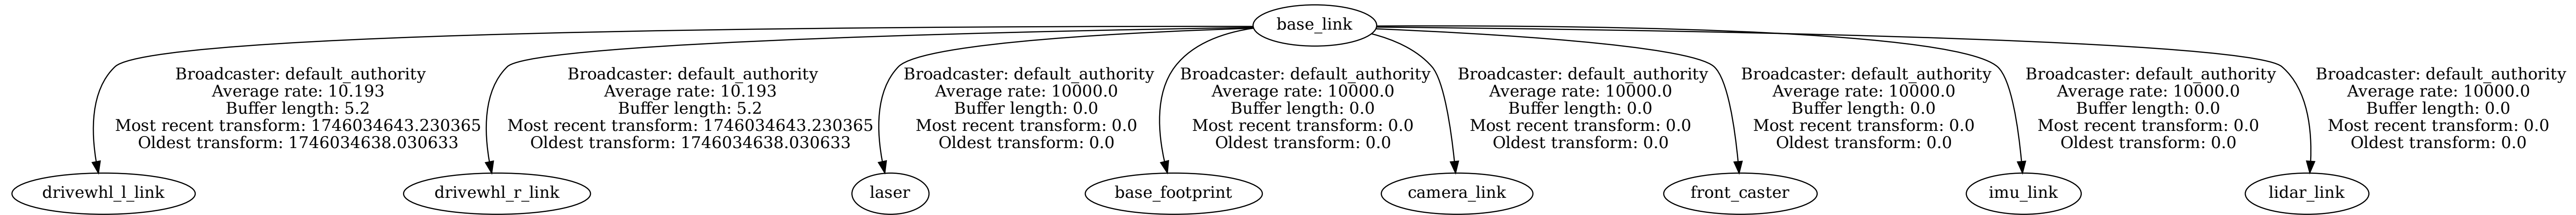 base_link
Broadcaster: default_authority
Average rate: 10.193
Buffer length: 5.2
Most recent transform: 1746034643.230365
Oldest transform: 1746034638.030633
Broadcaster: default_authority
Average rate: 10.193
Buffer length: 5.2
Most recent transform: 1746034643.230365
Oldest transform: 1746034638.030633
Broadcaster: default_authority
Average rate: 10000.0
Buffer length: 0.0
Most recent transform: 0.0
Oldest transform: 0.0
Broadcaster: default_authority
Average rate: 10000.0
Buffer length: 0.0
Most recent transform: 0.0
Oldest transform: 0.0
Broadcaster: default_authority
Average rate: 10000.0
Buffer length: 0.0
Most recent transform: 0.0
Oldest transform: 0.0
Broadcaster: default_authority
Average rate: 10000.0
Buffer length: 0.0
Most recent transform: 0.0
Oldest transform: 0.0
Broadcaster: default_authority
Average rate: 10000.0
Buffer length: 0.0
Most recent transform: 0.0
Oldest transform: 0.0
Broadcaster: default_authority
Average rate: 10000.0
Buffer length: 0.0
Most recent transform: 0.0
Oldest transform: 0.0
drivewhl_l_link
drivewhl_r_link
laser
base_footprint
camera_link
front_caster
imu_link
lidar_link